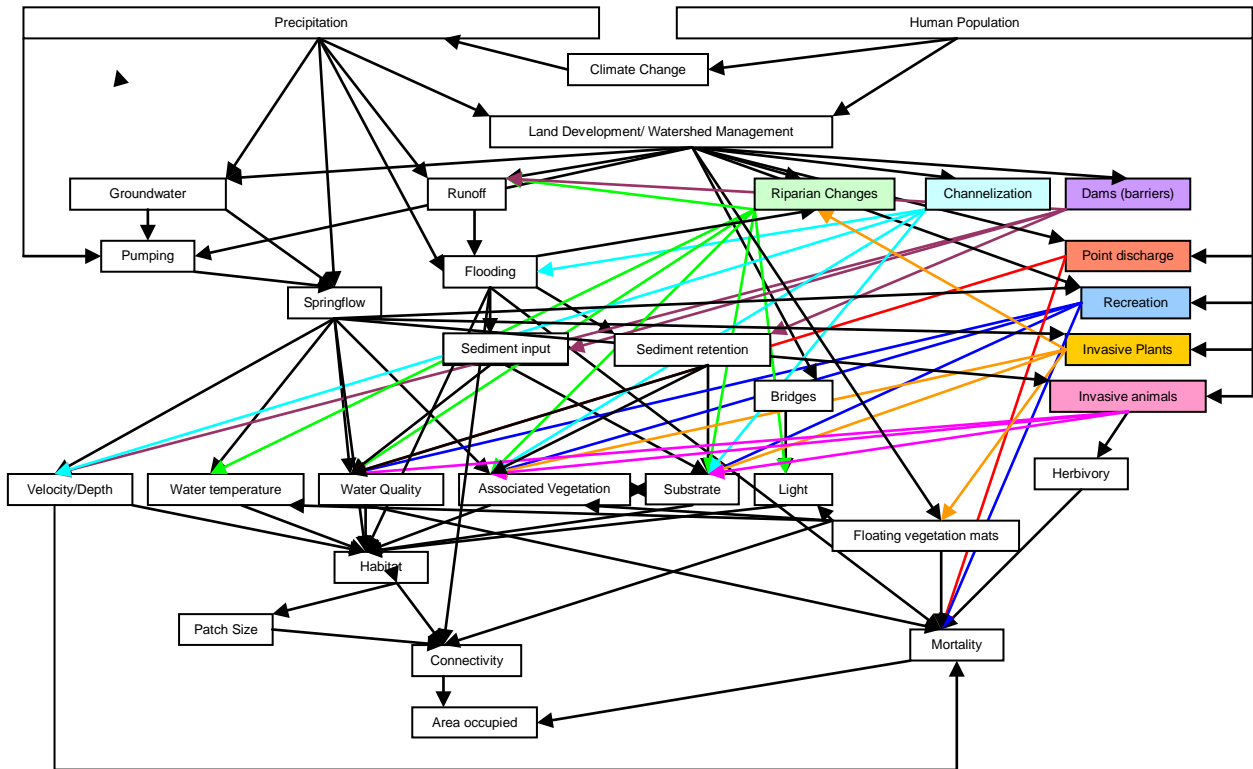 Precipitation
Human Population
Climate Change
Land Development/ Watershed Management
Groundwater
Runoff
Riparian Changes
Channelization
Dams (barriers)
Pumping
Flooding
Point discharge
Springflow
Recreation
Sediment input
Sediment retention
Invasive Plants
Bridges
Invasive animals
Herbivory
Velocity/Depth
Water temperature
Water Quality
Associated Vegetation
Substrate
Light
Floating vegetation mats
Habitat
Patch Size
Connectivity
Mortality
Area occupied